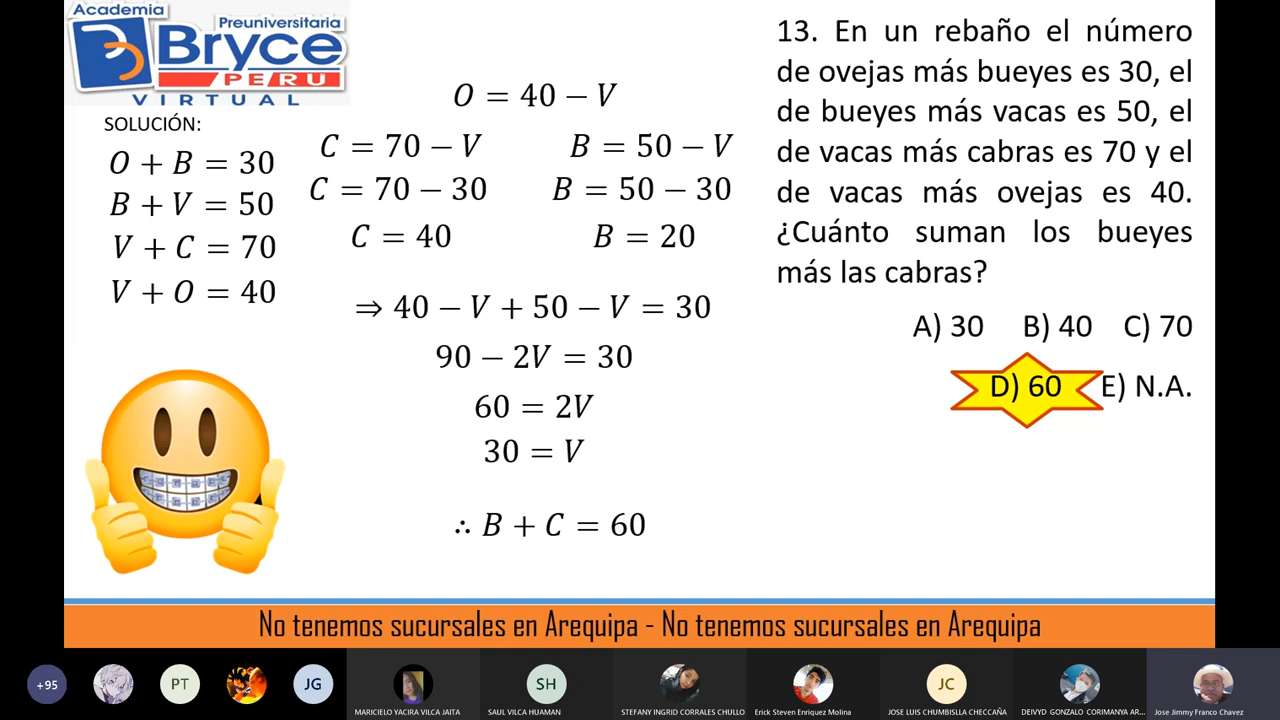 Academia
Preuniversitaria
Bryce
PERU
VIRTUAL
SOLUCIÓN:
O + B = 30
B + V = 50
V + C = 70
V + O = 40
O = 40 − V
C = 70 − V
B = 50 − V
C = 70 − 30
B = 50 − 30
C = 40
B = 20
⇒ 40 − V + 50 − V = 30
90 − 2V = 30
60 = 2V
30 = V
∴ B + C = 60
13. En un rebaño el número
de ovejas más bueyes es 30, el
de bueyes más vacas es 50, el
de vacas más cabras es 70 y el
de vacas más ovejas es 40.
¿Cuánto suman los bueyes
más las cabras?
A) 30 B) 40 C) 70
D) 60 E) N.A.
No tenemos sucursales en Arequipa - No tenemos sucursales en Arequipa
+95
PT
JG
SH
JC
MARICIELO YACIRA VILCA JAITA
SAUL VILCA HUAMAN
STEFANY INGRID CORRALES CHULLO
Erick Steven Enriquez Molina
JOSE LUIS CHUMBISLLA CHECCAÑA
DEIVYD GONZALO CORIMANYA AR...
Jose Jimmy Franco Chavez